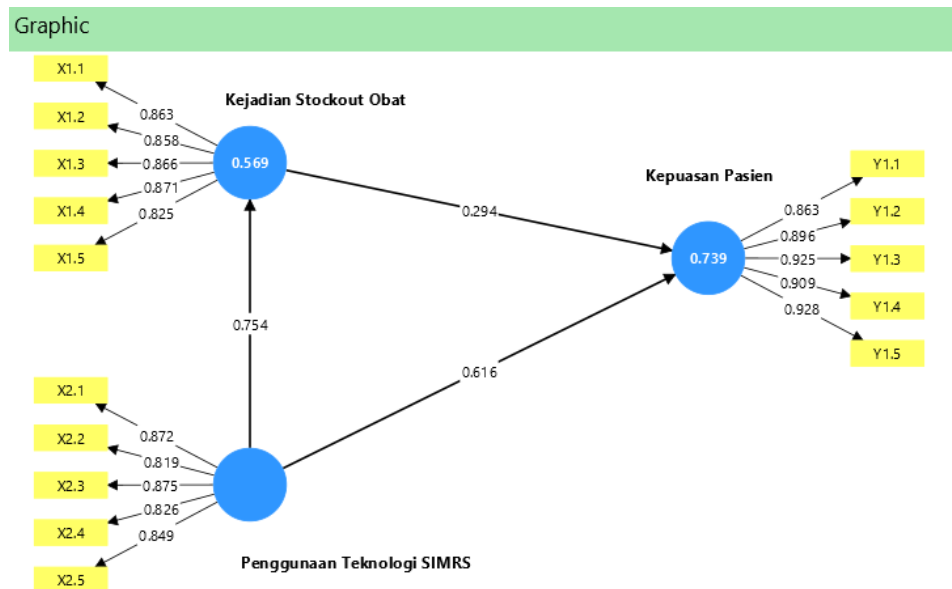 Graphic
X1.1
X1.2
X1.3
X1.4
X1.5
0.863
0.858
0.866
0.871
0.825
Kejadian Stockout Obat
0.569
0.294
0.754
0.616
Kepuasan Pasien
0.739
0.863
0.896
0.925
0.909
0.928
Y1.1
Y1.2
Y1.3
Y1.4
Y1.5
X2.1
X2.2
X2.3
X2.4
X2.5
0.872
0.819
0.875
0.826
0.849
Penggunaan Teknologi SIMRS